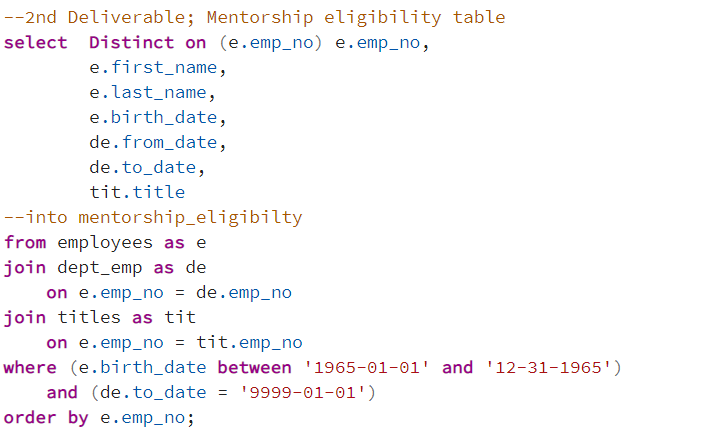 --2nd Deliverable; Mentorship eligibility table
select  Distinct on (e.emp_no) e.emp_no,
        e.first_name,
        e.last_name,
        e.birth_date,
        de.from_date,
        de.to_date,
        tit.title
--into mentorship_eligibilty
from employees as e
join dept_emp as de
    on e.emp_no = de.emp_no
join titles as tit
    on e.emp_no = tit.emp_no
where (e.birth_date between '1965-01-01' and '12-31-1965')
    and (de.to_date = '9999-01-01')
order by e.emp_no;